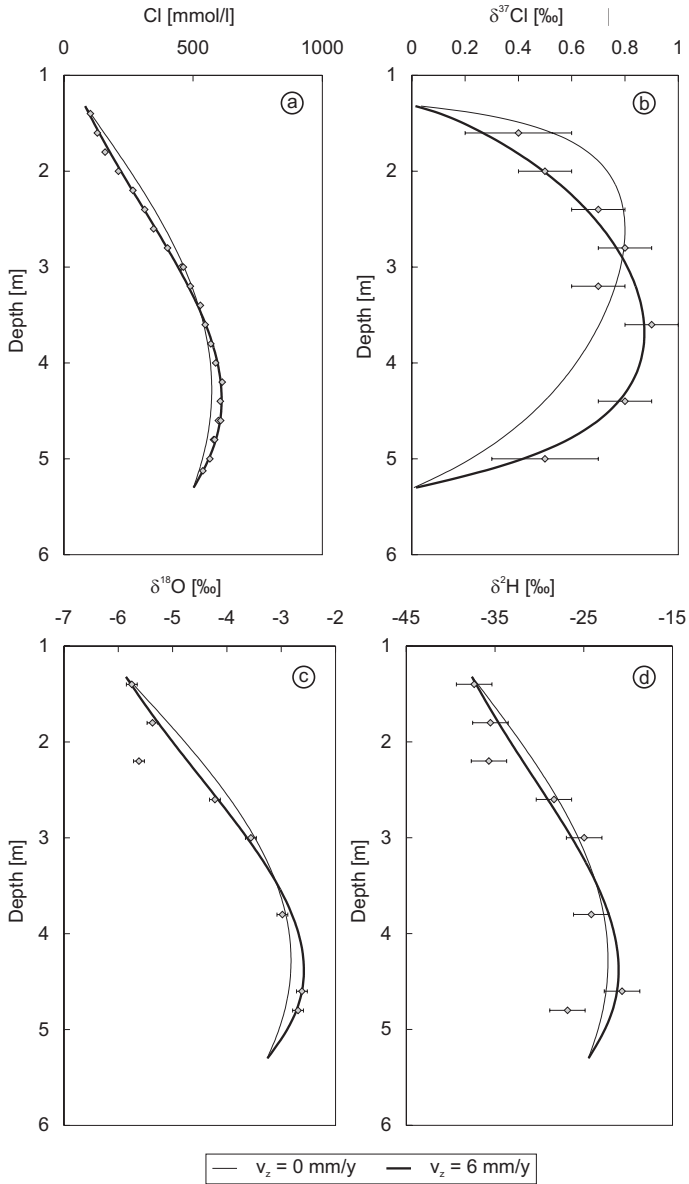 Cl [mmol/l]
0 500 1000
1
2
3
4
5
6
Depth [m]
a
δ³⁷Cl [‰]
0 0.2 0.4 0.6 0.8 1
1
2
3
4
5
6
Depth [m]
b
δ¹⁸O [‰]
-7 -6 -5 -4 -3 -2
1
2
3
4
5
6
Depth [m]
c
δ²H [‰]
-45 -35 -25 -15
1
2
3
4
5
6
Depth [m]
d
v_z = 0 mm/y v_z = 6 mm/y